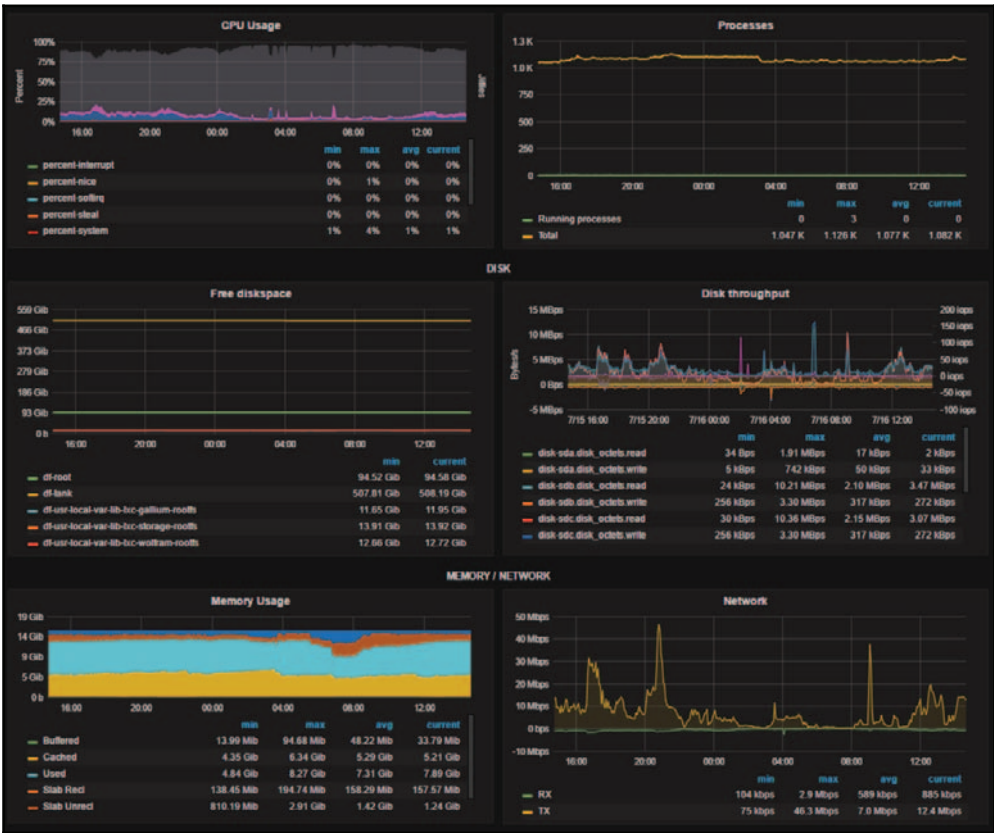 CPU Usage
100%
75%
50%
25%
0%
Percent
Jiffies
16:00 20:00 00:00 04:00 08:00 12:00
min max avg current
percent-interrupt 0% 0% 0% 0%
percent-nice 0% 1% 0% 0%
percent-softirq 0% 0% 0% 0%
percent-steal 0% 0% 0% 0%
percent-system 1% 4% 1% 1%
Processes
1.3 K
1.0 K
750
500
250
0
16:00 20:00 00:00 04:00 08:00 12:00
min max avg current
Running processes 0 3 0 0
Total 1.047 K 1.126 K 1.077 K 1.082 K
DISK
Free diskspace
559 Gib
466 Gib
373 Gib
279 Gib
186 Gib
93 Gib
0 b
16:00 20:00 00:00 04:00 08:00 12:00
min current
df-root 94.52 Gib 94.58 Gib
df-tank 507.81 Gib 508.19 Gib
df-usr-local-var-lib-lxc-gallium-rootfs 11.65 Gib 11.95 Gib
df-usr-local-var-lib-lxc-storage-rootfs 13.91 Gib 13.92 Gib
df-usr-local-var-lib-lxc-wolfram-rootfs 12.66 Gib 12.72 Gib
Disk throughput
15 MBps
10 MBps
5 MBps
0 Bps
-5 MBps
Bytes/s
200 iops
150 iops
100 iops
50 iops
0 iops
-50 iops
-100 iops
7/15 16:00 7/15 20:00 7/16 00:00 7/16 04:00 7/16 08:00 7/16 12:00
min max avg current
disk-sda.disk_octets.read 34 Bps 1.91 MBps 17 kBps 2 kBps
disk-sda.disk_octets.write 5 kBps 742 kBps 50 kBps 33 kBps
disk-sdb.disk_octets.read 24 kBps 10.21 MBps 2.10 MBps 3.47 MBps
disk-sdb.disk_octets.write 256 kBps 3.30 MBps 317 kBps 272 kBps
disk-sdc.disk_octets.read 30 kBps 10.36 MBps 2.15 MBps 3.07 MBps
disk-sdc.disk_octets.write 256 kBps 3.30 MBps 317 kBps 272 kBps
MEMORY / NETWORK
Memory Usage
19 Gib
14 Gib
9 Gib
5 Gib
0 b
16:00 20:00 00:00 04:00 08:00 12:00
min max avg current
Buffered 13.99 Mib 94.68 Mib 48.22 Mib 33.79 Mib
Cached 4.35 Gib 6.34 Gib 5.29 Gib 5.21 Gib
Used 4.84 Gib 8.27 Gib 7.31 Gib 7.89 Gib
Slab Recl 138.45 Mib 194.74 Mib 158.29 Mib 157.57 Mib
Slab Unrecl 810.19 Mib 2.91 Gib 1.42 Gib 1.24 Gib
Network
50 Mbps
40 Mbps
30 Mbps
20 Mbps
10 Mbps
0 bps
-10 Mbps
16:00 20:00 00:00 04:00 08:00 12:00
min max avg current
RX 104 kbps 2.9 Mbps 589 kbps 885 kbps
TX 75 kbps 46.3 Mbps 7.0 Mbps 12.4 Mbps